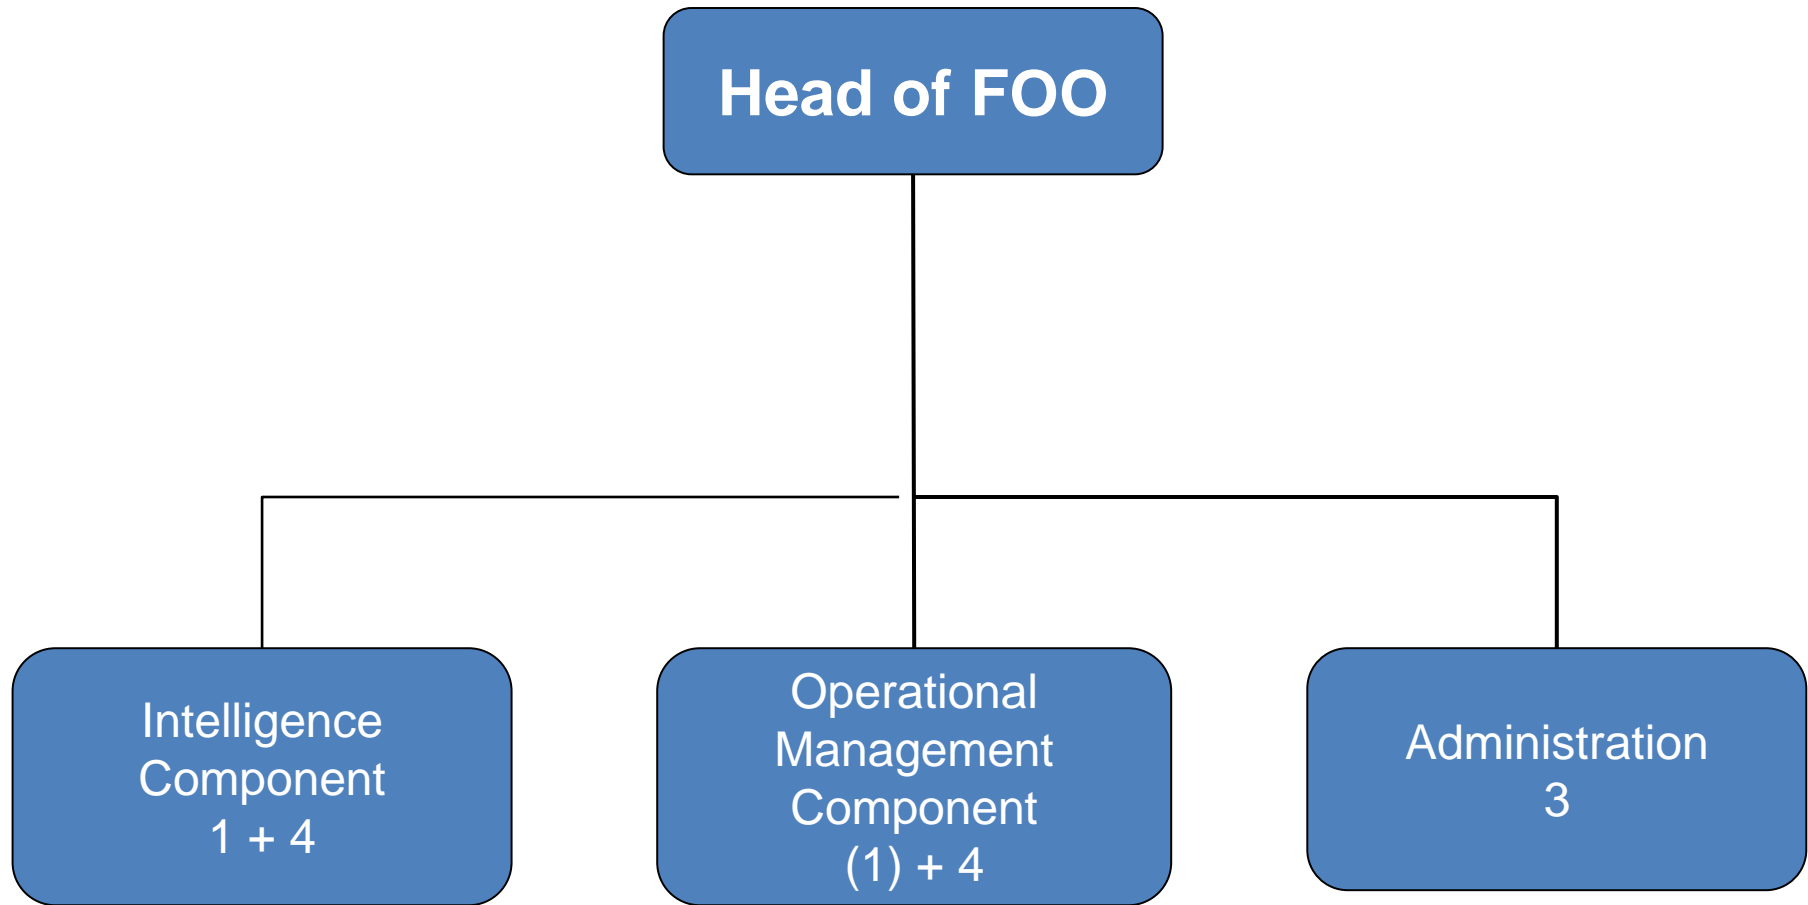 Head of FOO
Intelligence
Component
1 + 4
Operational
Management
Component
(1) + 4
Administration
3